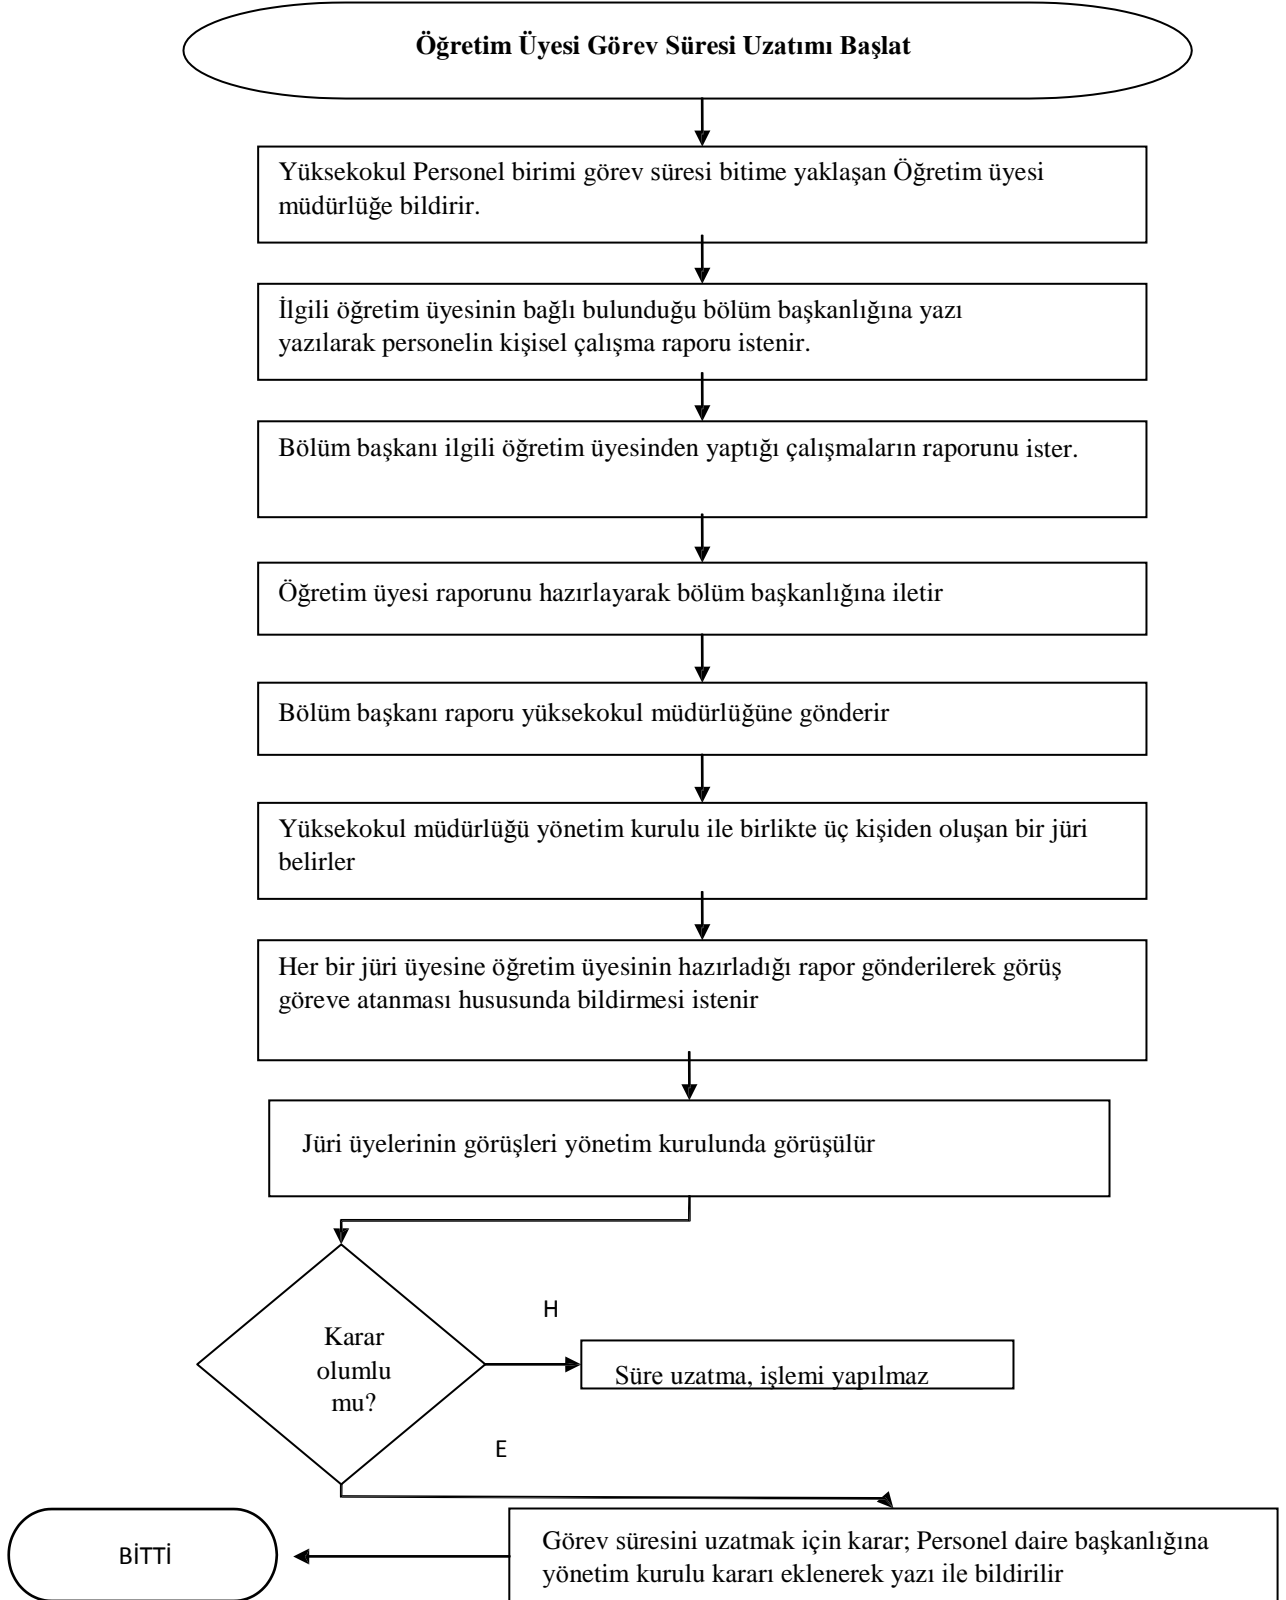 Öğretim Üyesi Görev Süresi Uzatımı Başlat
Yüksekokul Personel birimi görev süresi bitime yaklaşan Öğretim üyesi
müdürlüğe bildirir.
İlgili öğretim üyesinin bağlı bulunduğu bölüm başkanlığına yazı
yazılarak personelin kişisel çalışma raporu istenir.
Bölüm başkanı ilgili öğretim üyesinden yaptığı çalışmaların raporunu ister.
Öğretim üyesi raporunu hazırlayarak bölüm başkanlığına iletir
Bölüm başkanı raporu yüksekokul müdürlüğüne gönderir
Yüksekokul müdürlüğü yönetim kurulu ile birlikte üç kişiden oluşan bir jüri
belirler
Her bir jüri üyesine öğretim üyesinin hazırladığı rapor gönderilerek görüş
göreve atanması hususunda bildirmesi istenir
Jüri üyelerinin görüşleri yönetim kurulunda görüşülür
Karar
olumlu
mu?
H
Süre uzatma, işlemi yapılmaz
E
BİTTİ
Görev süresini uzatmak için karar; Personel daire başkanlığına
yönetim kurulu kararı eklenerek yazı ile bildirilir